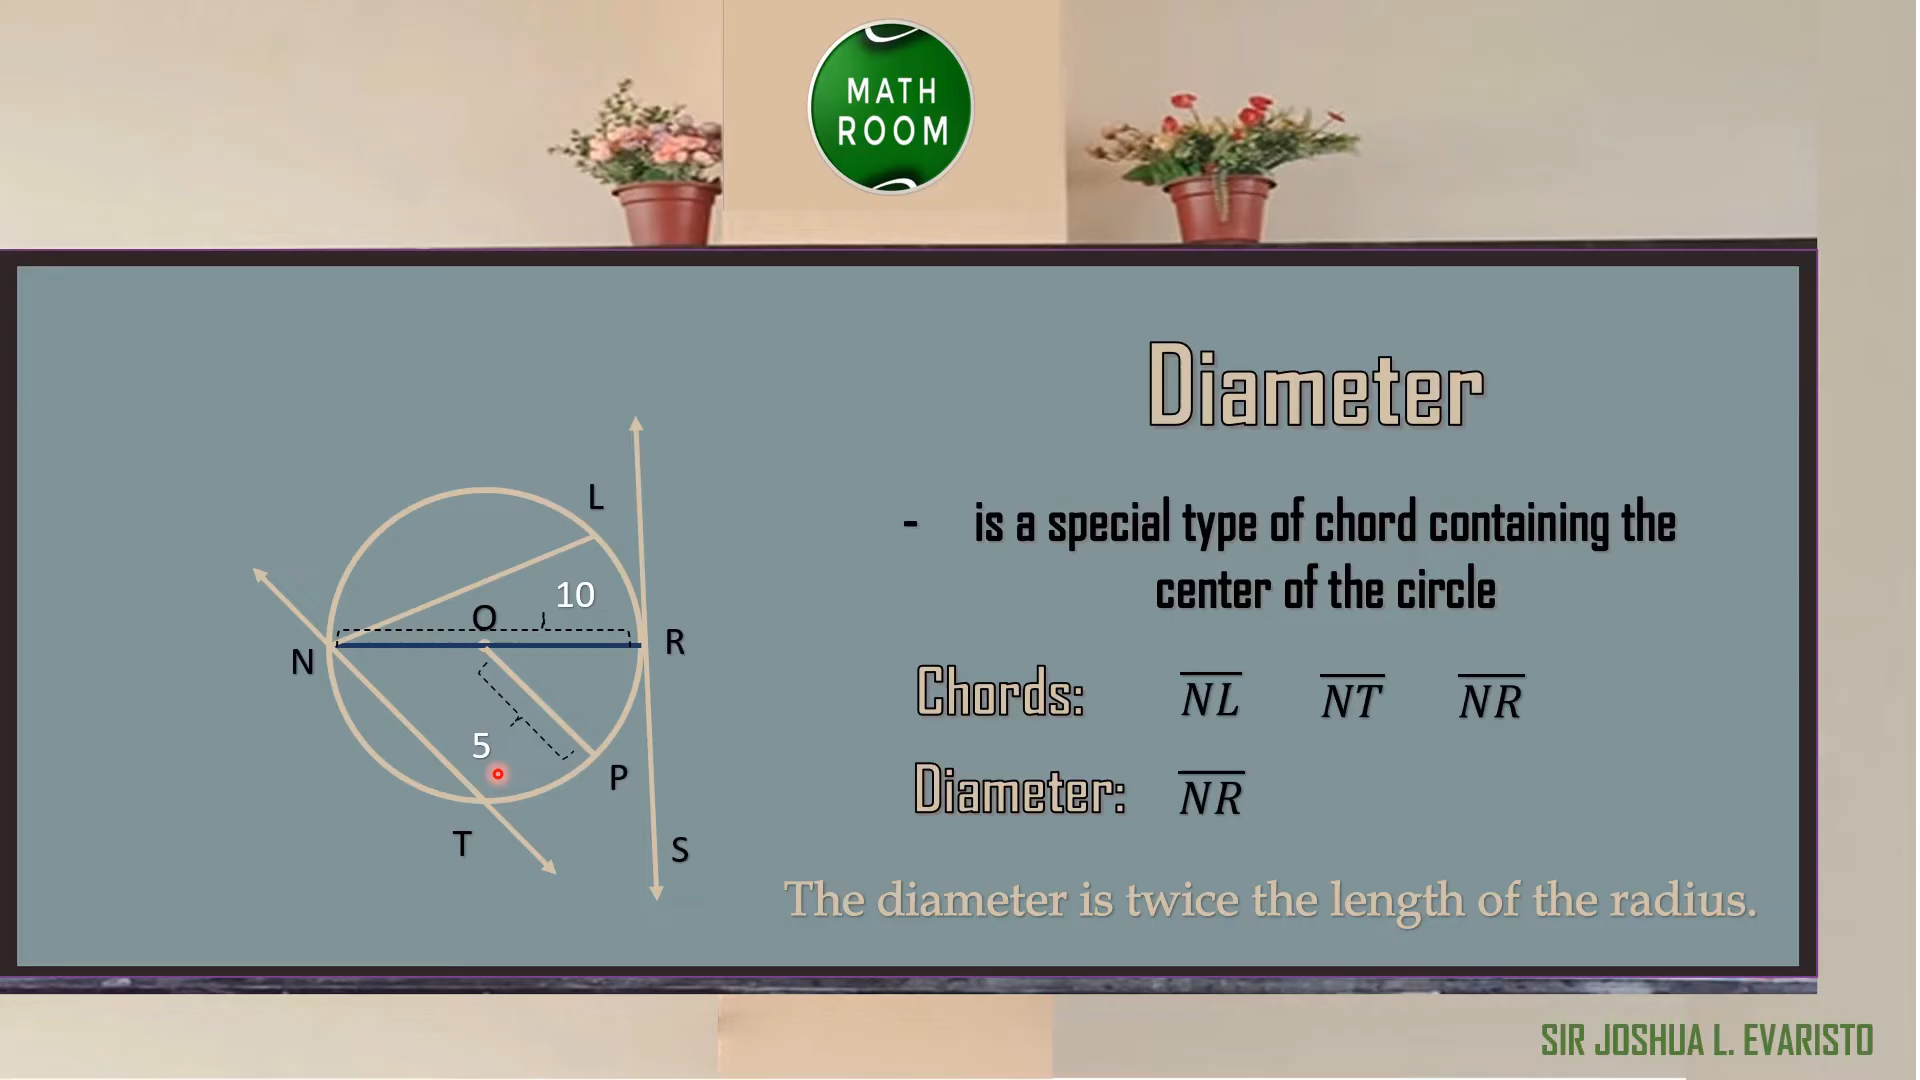 MATH
ROOM
Diameter
- is a special type of chord containing the
center of the circle
L
10
O
R
N
5
P
T
S
Chords: NL NT NR
Diameter: NR
The diameter is twice the length of the radius.
SIR JOSHUA L. EVARISTO